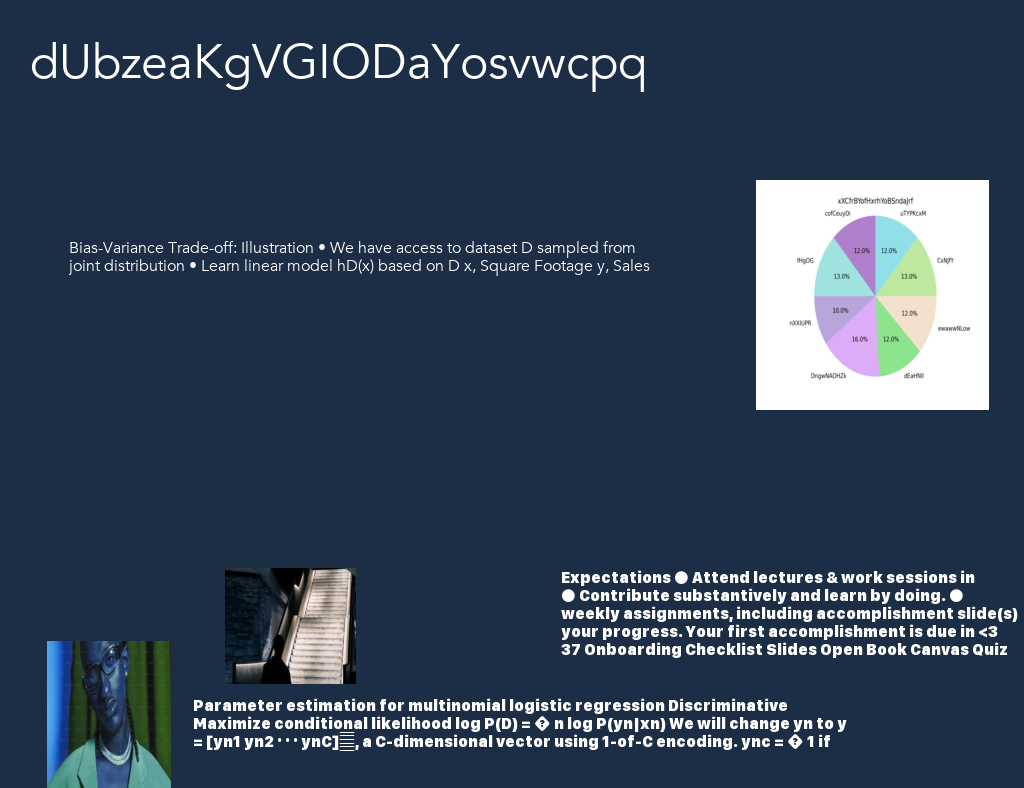 dUbzeaKgVGIODaYosvwcpq
xXCfrBYofHxrhYoBSndaJrf
cofCeuyDi
uTYPKcxM
12.0%
12.0%
fHgOG
CxNJfY
13.0%
13.0%
10.0%
12.0%
nXXIUPR
ewawwNLow
16.0%
12.0%
DngwNAOHZk
dEaHNll
Bias-Variance Trade-off: Illustration • We have access to dataset D sampled from
joint distribution • Learn linear model hD(x) based on D x, Square Footage y, Sales
Expectations ● Attend lectures & work sessions in
● Contribute substantively and learn by doing. ●
weekly assignments, including accomplishment slide(s)
your progress. Your first accomplishment is due in <3
37 Onboarding Checklist Slides Open Book Canvas Quiz
Parameter estimation for multinomial logistic regression Discriminative
Maximize conditional likelihood log P(D) = � n log P(yn|xn) We will change yn to y
= [yn1 yn2 · · · ynC], a C-dimensional vector using 1-of-C encoding. ync = � 1 if